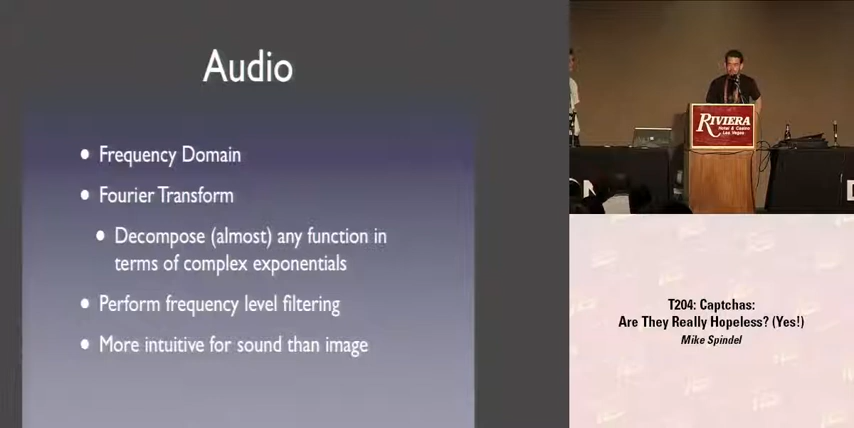 Audio
• Frequency Domain
• Fourier Transform
• Decompose (almost) any function in
terms of complex exponentials
• Perform frequency level filtering
• More intuitive for sound than image
RIVIERA
Hotel & Casino
Las Vegas
T204: Captchas:
Are They Really Hopeless? (Yes!)
Mike Spindel